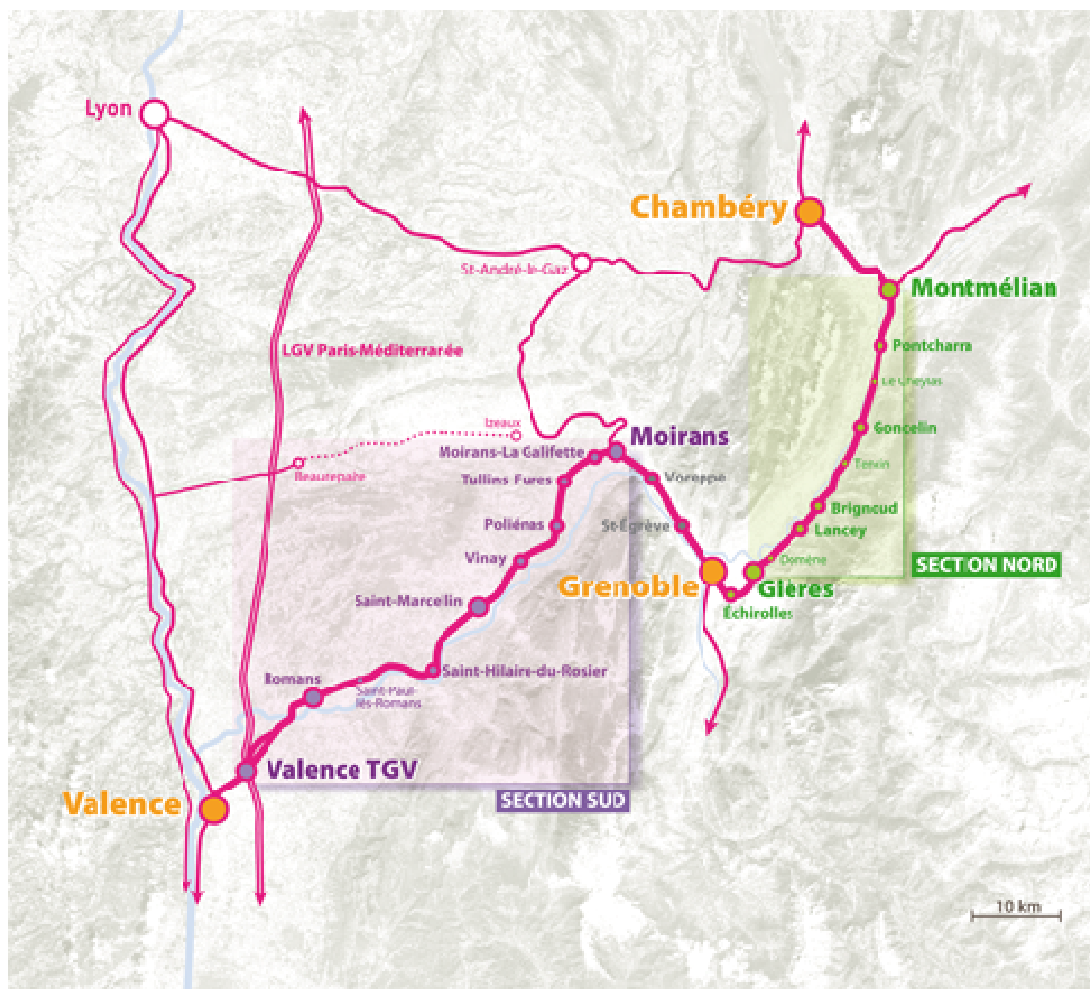 Lyon
Chambéry
St-André-le-Gaz
Montmélian
Pontcharra
LGV Paris-Méditerrarée
Le Cheylas
Goncelin
Izeaux
Moirans
Moirans-La Galifette
Beaurepaire
Tencin
Tullins Fures
Voreppe
Brignoud
Poliénas
St-Égrève
Lancey
Vinay
Domène
SECTION NORD
Grenoble
Gières
Saint-Marcelin
Échirolles
Saint-Hilaire-du-Rosier
Romans
Saint-Paul-
lès-Romans
Valence TGV
Valence
SECTION SUD
10 km